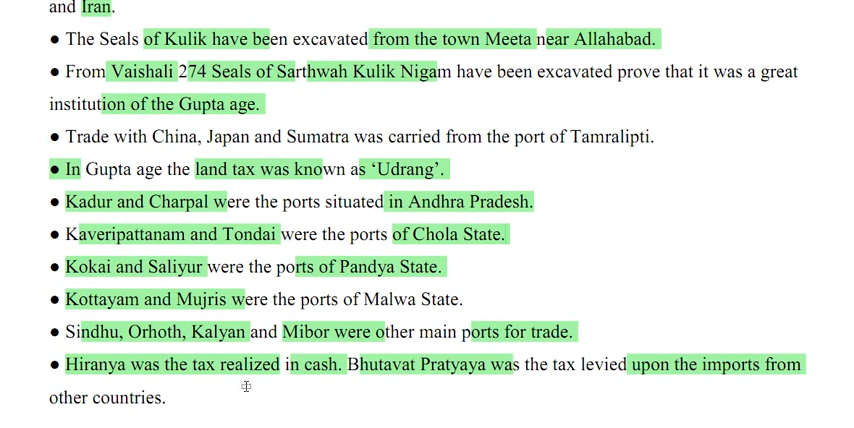 and Iran.
● The Seals of Kulik have been excavated from the town Meeta near Allahabad.
● From Vaishali 274 Seals of Sarthwah Kulik Nigam have been excavated prove that it was a great
institution of the Gupta age.
● Trade with China, Japan and Sumatra was carried from the port of Tamralipti.
● In Gupta age the land tax was known as ‘Udrang’.
● Kadur and Charpal were the ports situated in Andhra Pradesh.
● Kaveripattanam and Tondai were the ports of Chola State.
● Kokai and Saliyur were the ports of Pandya State.
● Kottayam and Mujris were the ports of Malwa State.
● Sindhu, Orhoth, Kalyan and Mibor were other main ports for trade.
● Hiranya was the tax realized in cash. Bhutavat Pratyaya was the tax levied upon the imports from
other countries.